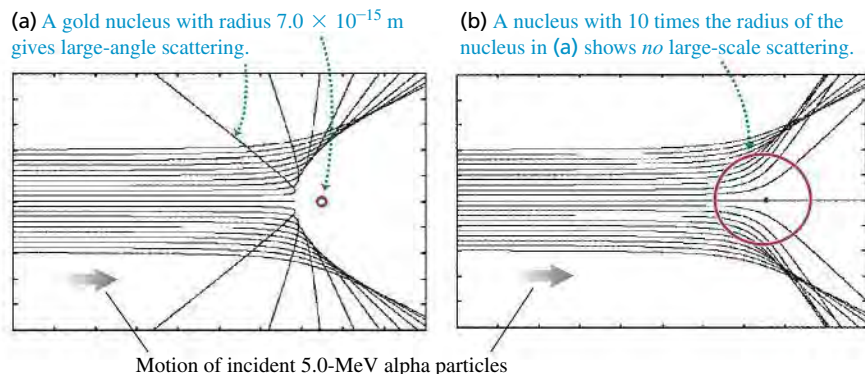 (a) A gold nucleus with radius 7.0 × 10⁻¹⁵ m
gives large-angle scattering.
(b) A nucleus with 10 times the radius of the
nucleus in (a) shows no large-scale scattering.
Motion of incident 5.0-MeV alpha particles